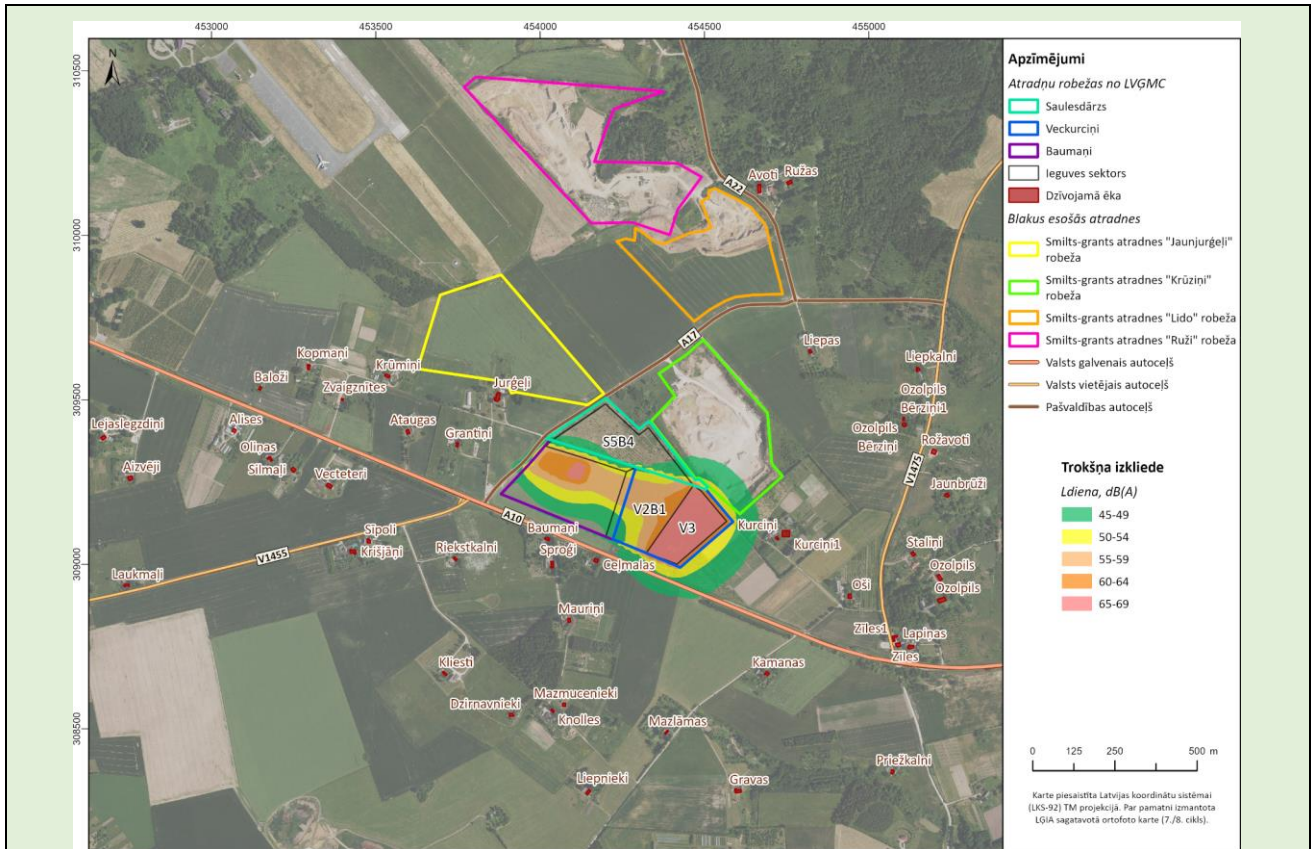 453000
453500
454000
454500
455000
310500
310000
309500
309000
308500
N
A22
Avoti
Ružas
A17
Liepas
Liepkalni
Kopmaņi
Krūmiņi
Baloži
Zvaigznītes
Jurģeļi
Ozolpils
Bērziņi1
Lejaslegzdiņi
Alises
Ataugas
Ozolpils
Bērziņi
Oliņas
Grantiņi
S5B4
Rožavoti
Aizvēji
Silmaļi
Vecteteri
V1475
Jaunbrūži
A10
V2B1
V3
Baumaņi
Kurciņi
Kurciņi1
Sīpoli
Sproģi
Krišjāņi
Riekstkalni
Ceļmalas
Staliņi
V1455
Laukmaļi
Ozolpils
Oši
Ozolpils
Mauriņi
Zīles1
Lapiņas
Zīles
Kliesti
Kamanas
Mazmucenieki
Dzirnavnieki
Knolles
Mazlāmas
Priežkalni
Liepnieki
Gravas
Apzīmējumi
Atradņu robežas no LVĢMC
Saulesdārzs
Veckurciņi
Baumaņi
Ieguves sektors
Dzīvojamā ēka
Blakus esošās atradnes
Smilts-grants atradnes "Jaunjurģeļi"
robeža
Smilts-grants atradnes "Krūziņi"
robeža
Smilts-grants atradnes "Lido" robeža
Smilts-grants atradnes "Ruži" robeža
Valsts galvenais autoceļš
Valsts vietējais autoceļš
Pašvaldības autoceļš
Trokšņa izkliede
Ldiena, dB(A)
45-49
50-54
55-59
60-64
65-69
0 125 250 500 m
Karte piesaistīta Latvijas koordinātu sistēmai
(LKS-92) TM projekcijā. Par pamatni izmantota
LĢIA sagatavotā ortofoto karte (7./8. cikls).